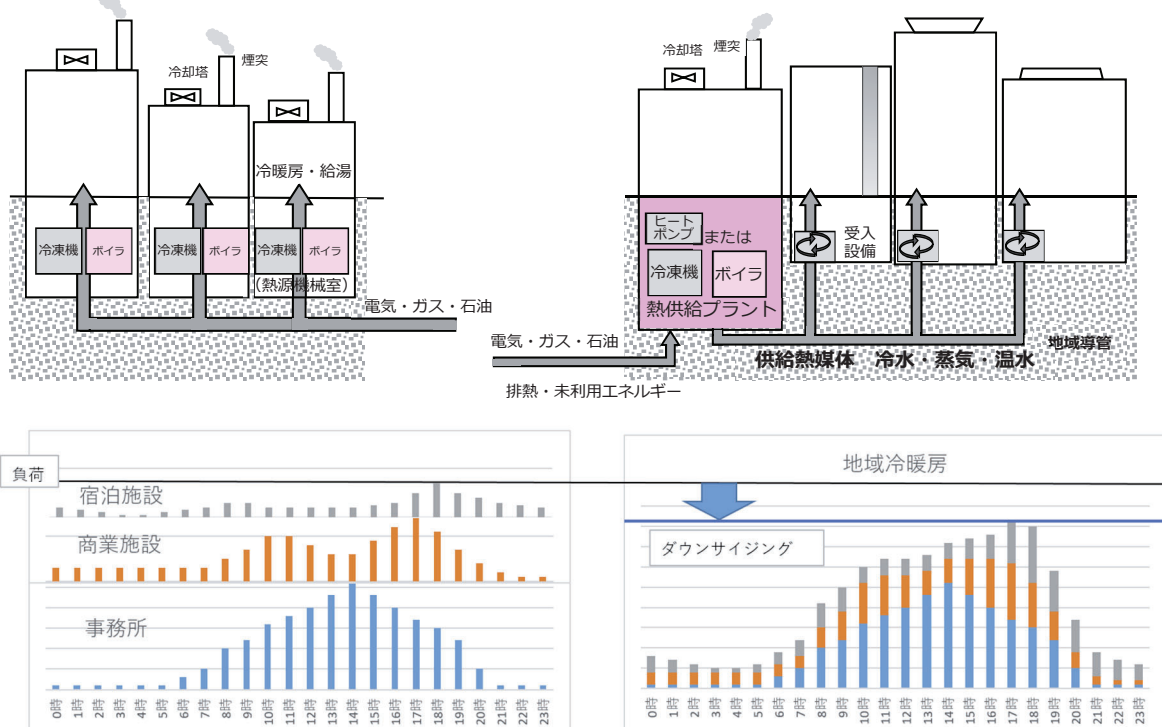 冷却塔
煙突
冷暖房・給湯
冷凍機
ボイラ
冷凍機
ボイラ
冷凍機
ボイラ
(熱源機械室)
電気・ガス・石油
冷却塔
煙突
ヒート
ポンプ
または
冷凍機
ボイラ
熱供給プラント
受入
設備
電気・ガス・石油
排熱・未利用エネルギー
供給熱媒体 冷水・蒸気・温水
地域導管
負荷
宿泊施設
商業施設
事務所
0時 1時 2時 3時 4時 5時 6時 7時 8時 9時 10時 11時 12時 13時 14時 15時 16時 17時 18時 19時 20時 21時 22時 23時
地域冷暖房
ダウンサイジング
0時 1時 2時 3時 4時 5時 6時 7時 8時 9時 10時 11時 12時 13時 14時 15時 16時 17時 18時 19時 20時 21時 22時 23時